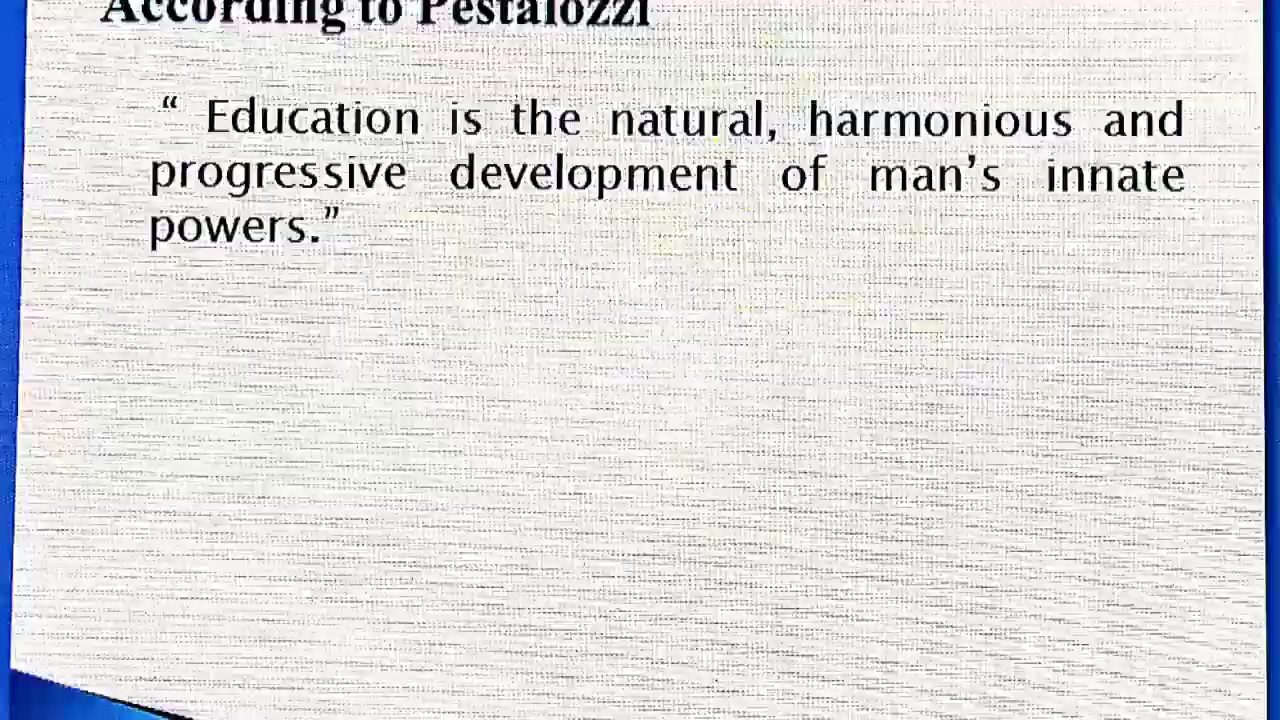 According to Pestalozzi
“ Education is the natural, harmonious and
progressive development of man’s innate
powers.”